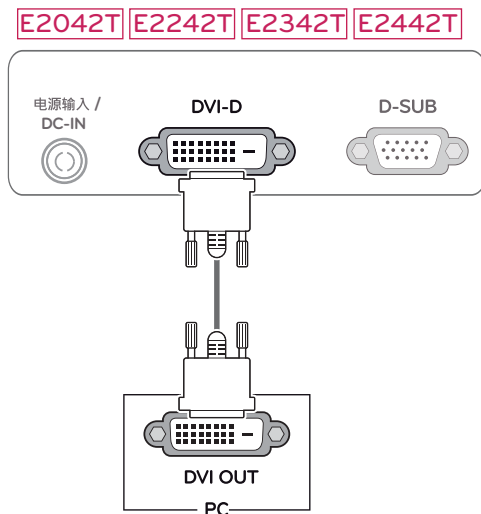 E2042T E2242T E2342T E2442T
电源输入 /
DC-IN
DVI-D
D-SUB
DVI OUT
PC